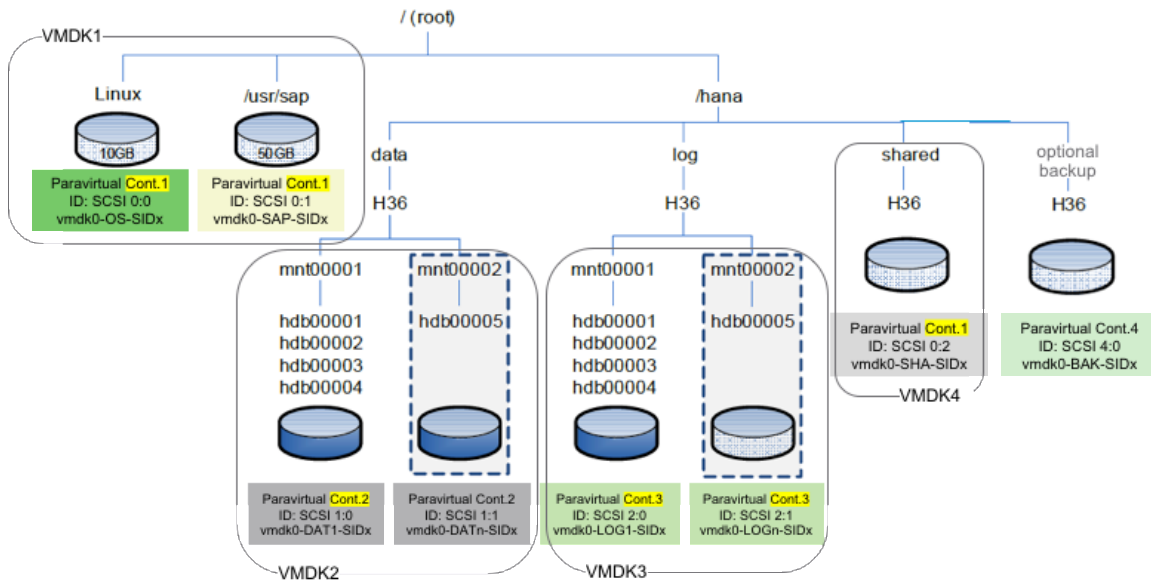 / (root)
VMDK1
Linux
/usr/sap
/hana
10GB
50GB
Paravirtual Cont.1
ID: SCSI 0:0
vmdk0-OS-SIDx
Paravirtual Cont.1
ID: SCSI 0:1
vmdk0-SAP-SIDx
data
H36
log
H36
shared
H36
optional
backup
H36
mnt00001
hdb00001
hdb00002
hdb00003
hdb00004
mnt00002
hdb00005
mnt00001
hdb00001
hdb00002
hdb00003
hdb00004
mnt00002
hdb00005
Paravirtual Cont.1
ID: SCSI 0:2
vmdk0-SHA-SIDx
VMDK4
Paravirtual Cont.4
ID: SCSI 4:0
vmdk0-BAK-SIDx
Paravirtual Cont.2
ID: SCSI 1:0
vmdk0-DAT1-SIDx
Paravirtual Cont.2
ID: SCSI 1:1
vmdk0-DATn-SIDx
VMDK2
Paravirtual Cont.3
ID: SCSI 2:0
vmdk0-LOG1-SIDx
Paravirtual Cont.3
ID: SCSI 2:1
vmdk0-LOGn-SIDx
VMDK3